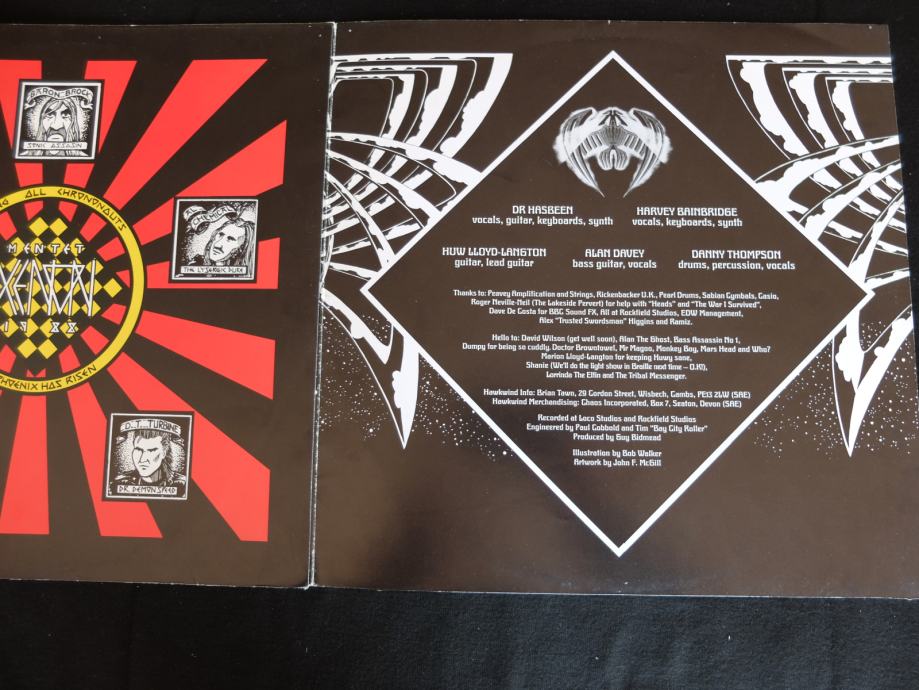 BARON BROCK
SONIC ASSASIN
ALL CHRONONAUTS
MENTET
1988
PHOENIX HAS RISEN
AL CHEMICAL
THE LYSERGIC DUKE
D.T. TURBINE
DR DEMONSEED
DR HASBEEN
vocals, guitar, keyboards, synth
HARVEY BAINBRIDGE
vocals, keyboards, synth
HUW LLOYD-LANGTON
guitar, lead guitar
ALAN DAVEY
bass guitar, vocals
DANNY THOMPSON
drums, percussion, vocals
Thanks to: Peavey Amplification and Strings, Rickenbacker U.K., Pearl Drums, Sabian Cymbals, Casio,
Roger Neville-Neil (The Lakeside Pervert) for help with "Heads" and "The War I Survived",
Dave De Costa for BBC Sound FX, All at Rockfield Studios, EDW Management,
Alex "Trusted Swordsman" Higgins and Ramiz.
Hello to: David Wilson (get well soon), Alan The Ghost, Bass Assassin No 1,
Dumpy for being so cuddly, Doctor Browntowel, Mr Magoo, Monkey Boy, Mars Head and Who?
Marion Lloyd-Langton for keeping Huwy sane,
Shanie (We'll do the light show in Braille next time – O.K!),
Lorrinda The Elfin and The Tribal Messenger.
Hawkwind Info: Brian Tawn, 29 Gordon Street, Wisbech, Cambs, PE13 2LW (SAE)
Hawkwind Merchandising: Chaos Incorporated, Box 7, Seaton, Devon (SAE)
Recorded at Loco Studios and Rockfield Studios
Engineered by Paul Cobbold and Tim "Bay City Roller"
Produced by Guy Bidmead
Illustration by Bob Walker
Artwork by John F. McGill